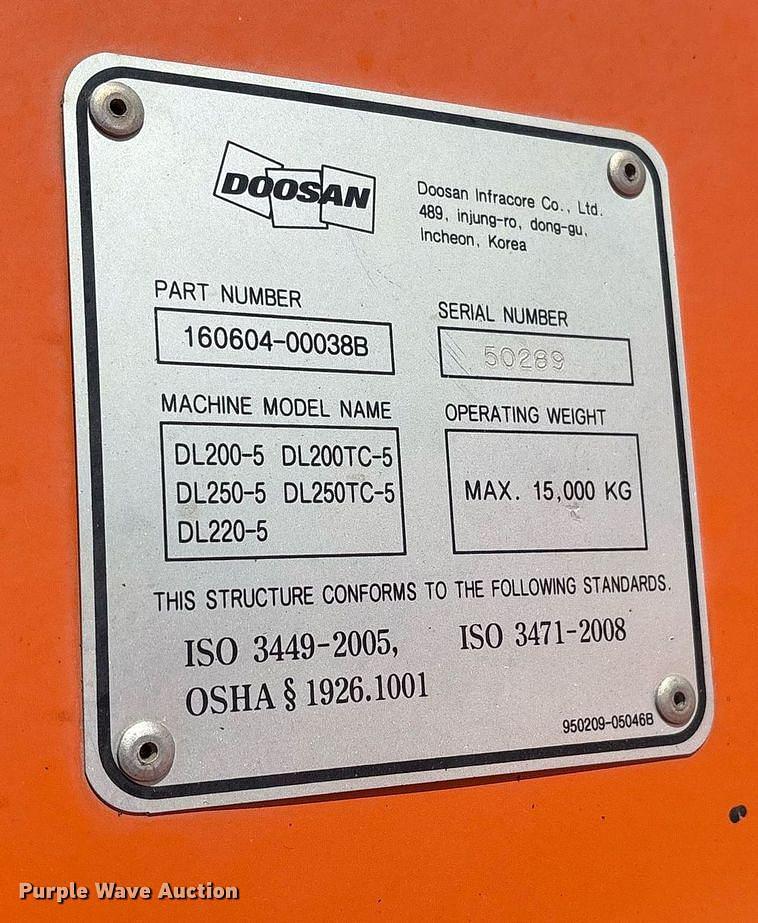 DOOSAN
Doosan Infracore Co., Ltd.
489, injung-ro, dong-gu,
Incheon, Korea
PART NUMBER
160604-00038B
SERIAL NUMBER
50289
MACHINE MODEL NAME
DL200-5 DL200TC-5
DL250-5 DL250TC-5
DL220-5
OPERATING WEIGHT
MAX. 15,000 KG
THIS STRUCTURE CONFORMS TO THE FOLLOWING STANDARDS.
ISO 3449-2005, ISO 3471-2008
OSHA § 1926.1001
950209-05046B
Purple Wave Auction